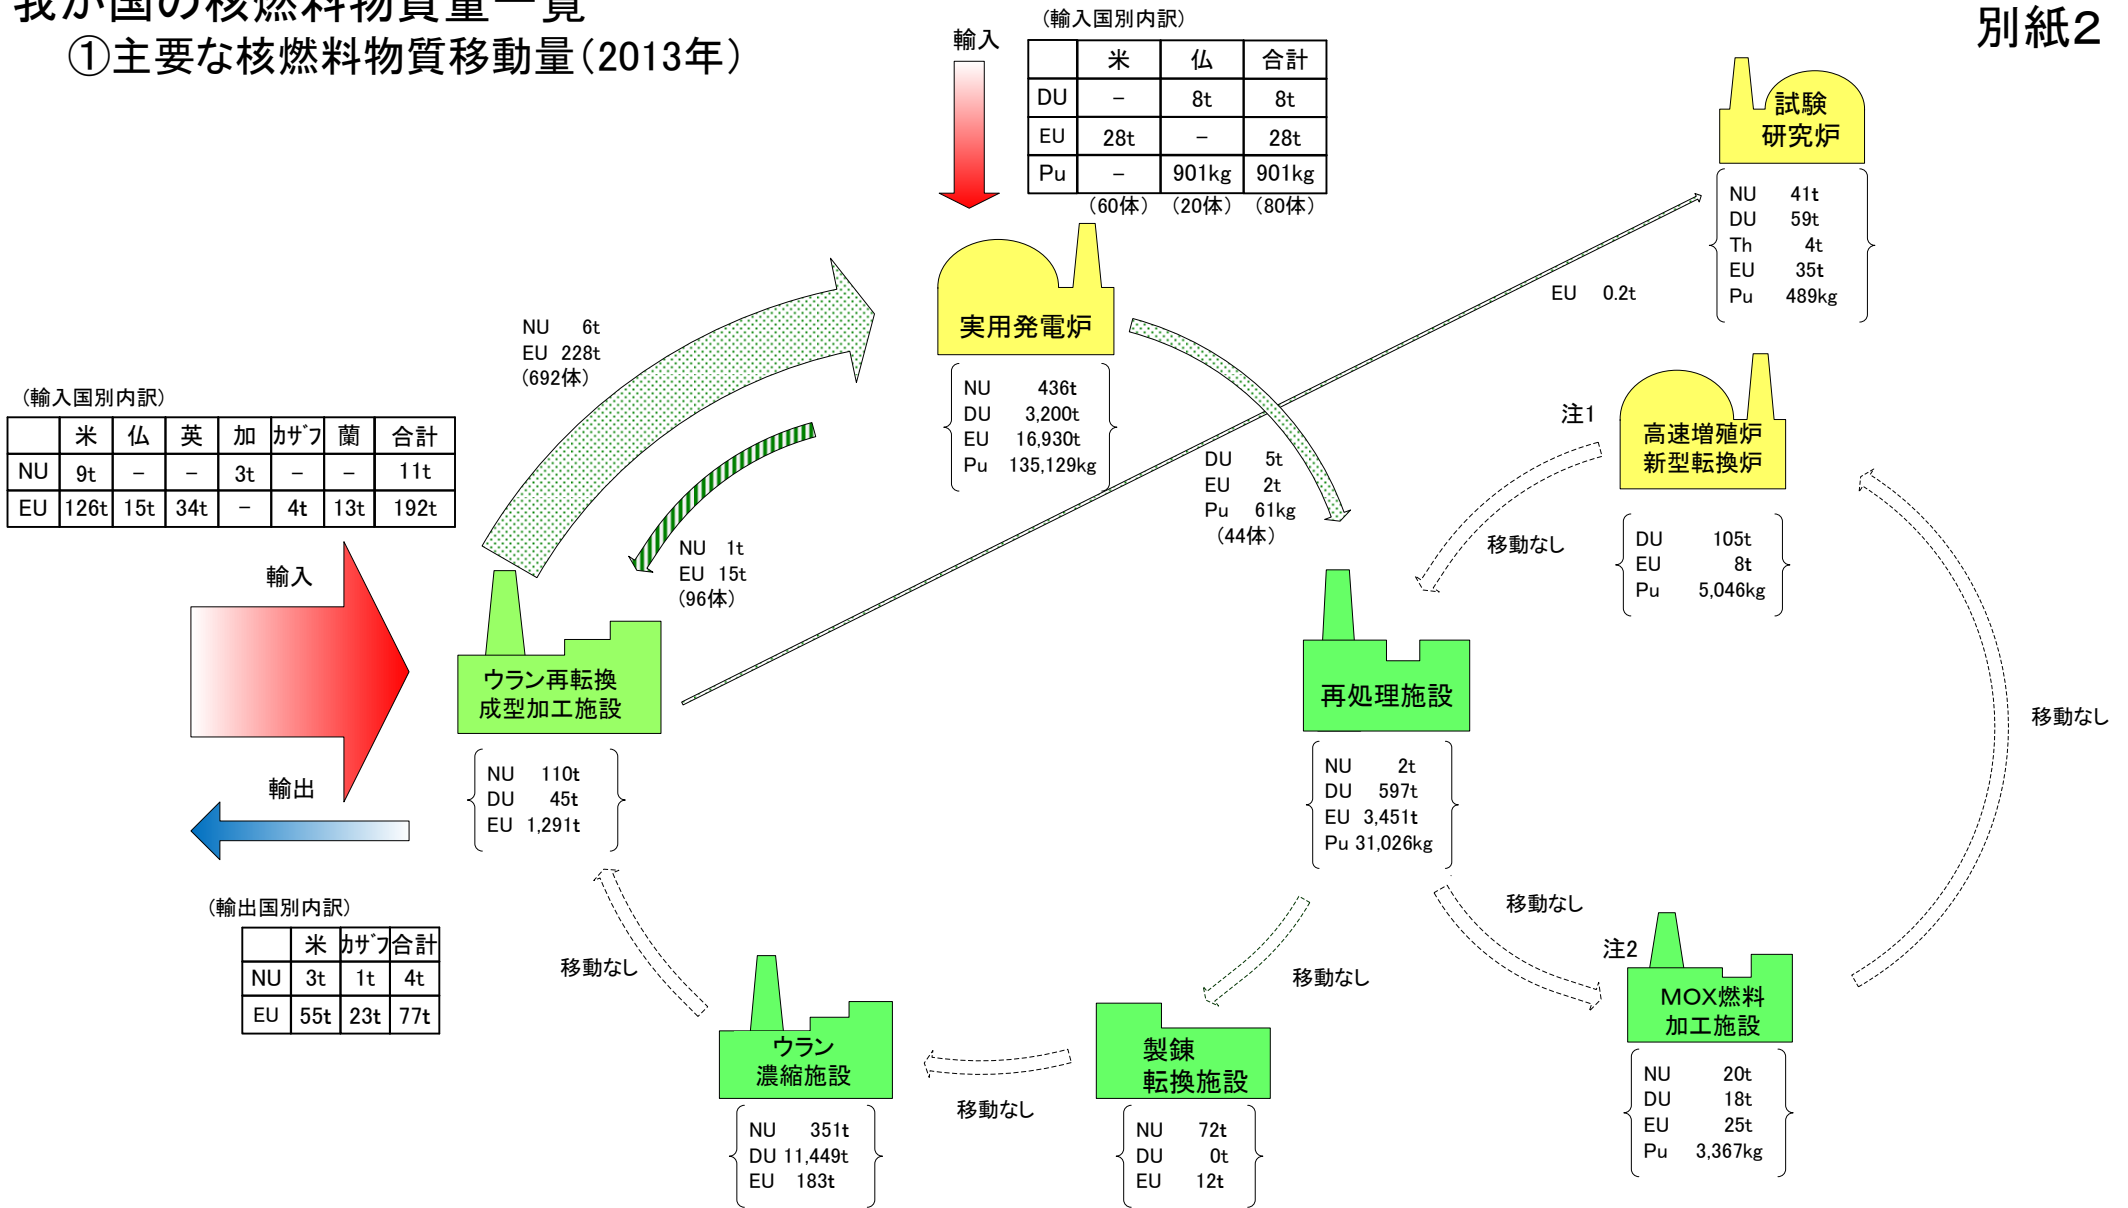 我が国の核燃料物質量一覧
①主要な核燃料物質移動量(2013年)
別紙2
輸入
(輸入国別内訳)
米 仏 合計
DU － 8t 8t
EU 28t － 28t
Pu － 901kg 901kg
(60体) (20体) (80体)
試験
研究炉
NU 41t
DU 59t
Th 4t
EU 35t
Pu 489kg
EU 0.2t
実用発電炉
NU 436t
DU 3,200t
EU 16,930t
Pu 135,129kg
NU 6t
EU 228t
(692体)
NU 1t
EU 15t
(96体)
DU 5t
EU 2t
Pu 61kg
(44体)
注1
高速増殖炉
新型転換炉
DU 105t
EU 8t
Pu 5,046kg
移動なし
移動なし
(輸入国別内訳)
米 仏 英 加 ｶｻﾞﾌ 蘭 合計
NU 9t － － 3t － － 11t
EU 126t 15t 34t － 4t 13t 192t
輸入
輸出
(輸出国別内訳)
米 ｶｻﾞﾌ 合計
NU 3t 1t 4t
EU 55t 23t 77t
ウラン再転換
成型加工施設
NU 110t
DU 45t
EU 1,291t
再処理施設
NU 2t
DU 597t
EU 3,451t
Pu 31,026kg
移動なし
移動なし
移動なし
移動なし
注2
MOX燃料
加工施設
NU 20t
DU 18t
EU 25t
Pu 3,367kg
ウラン
濃縮施設
NU 351t
DU 11,449t
EU 183t
製錬
転換施設
NU 72t
DU 0t
EU 12t